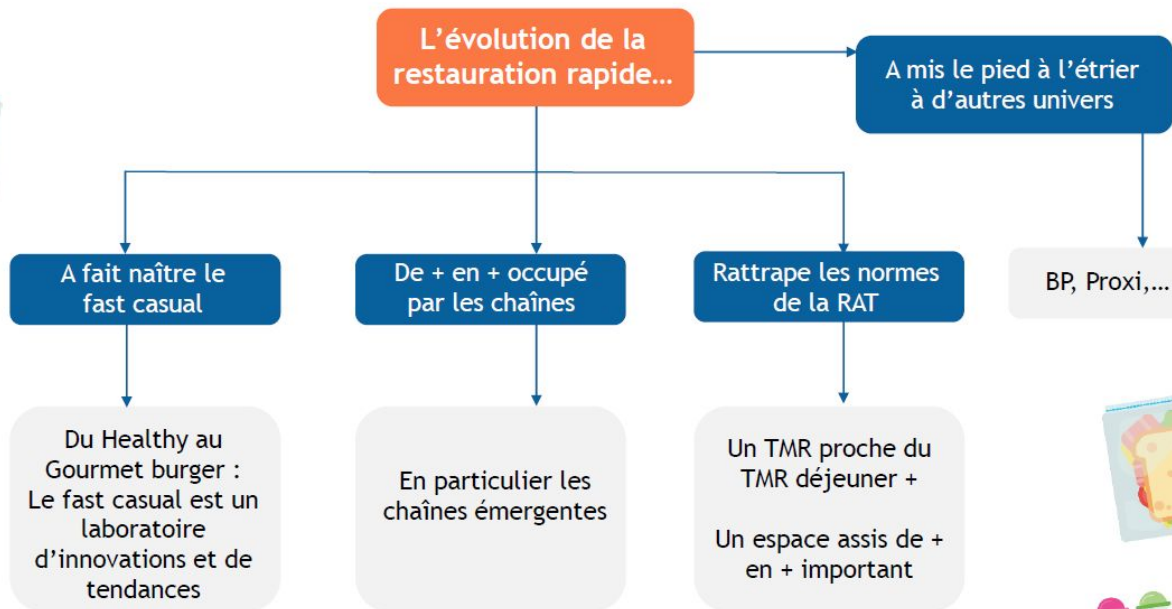 L’évolution de la
restauration rapide…
A mis le pied à l’étrier
à d’autres univers
A fait naître le
fast casual
De + en + occupé
par les chaînes
Rattrape les normes
de la RAT
BP, Proxi,…
Du Healthy au
Gourmet burger :
Le fast casual est un
laboratoire
d’innovations et de
tendances
En particulier les
chaînes émergentes
Un TMR proche du
TMR déjeuner +
Un espace assis de +
en + important